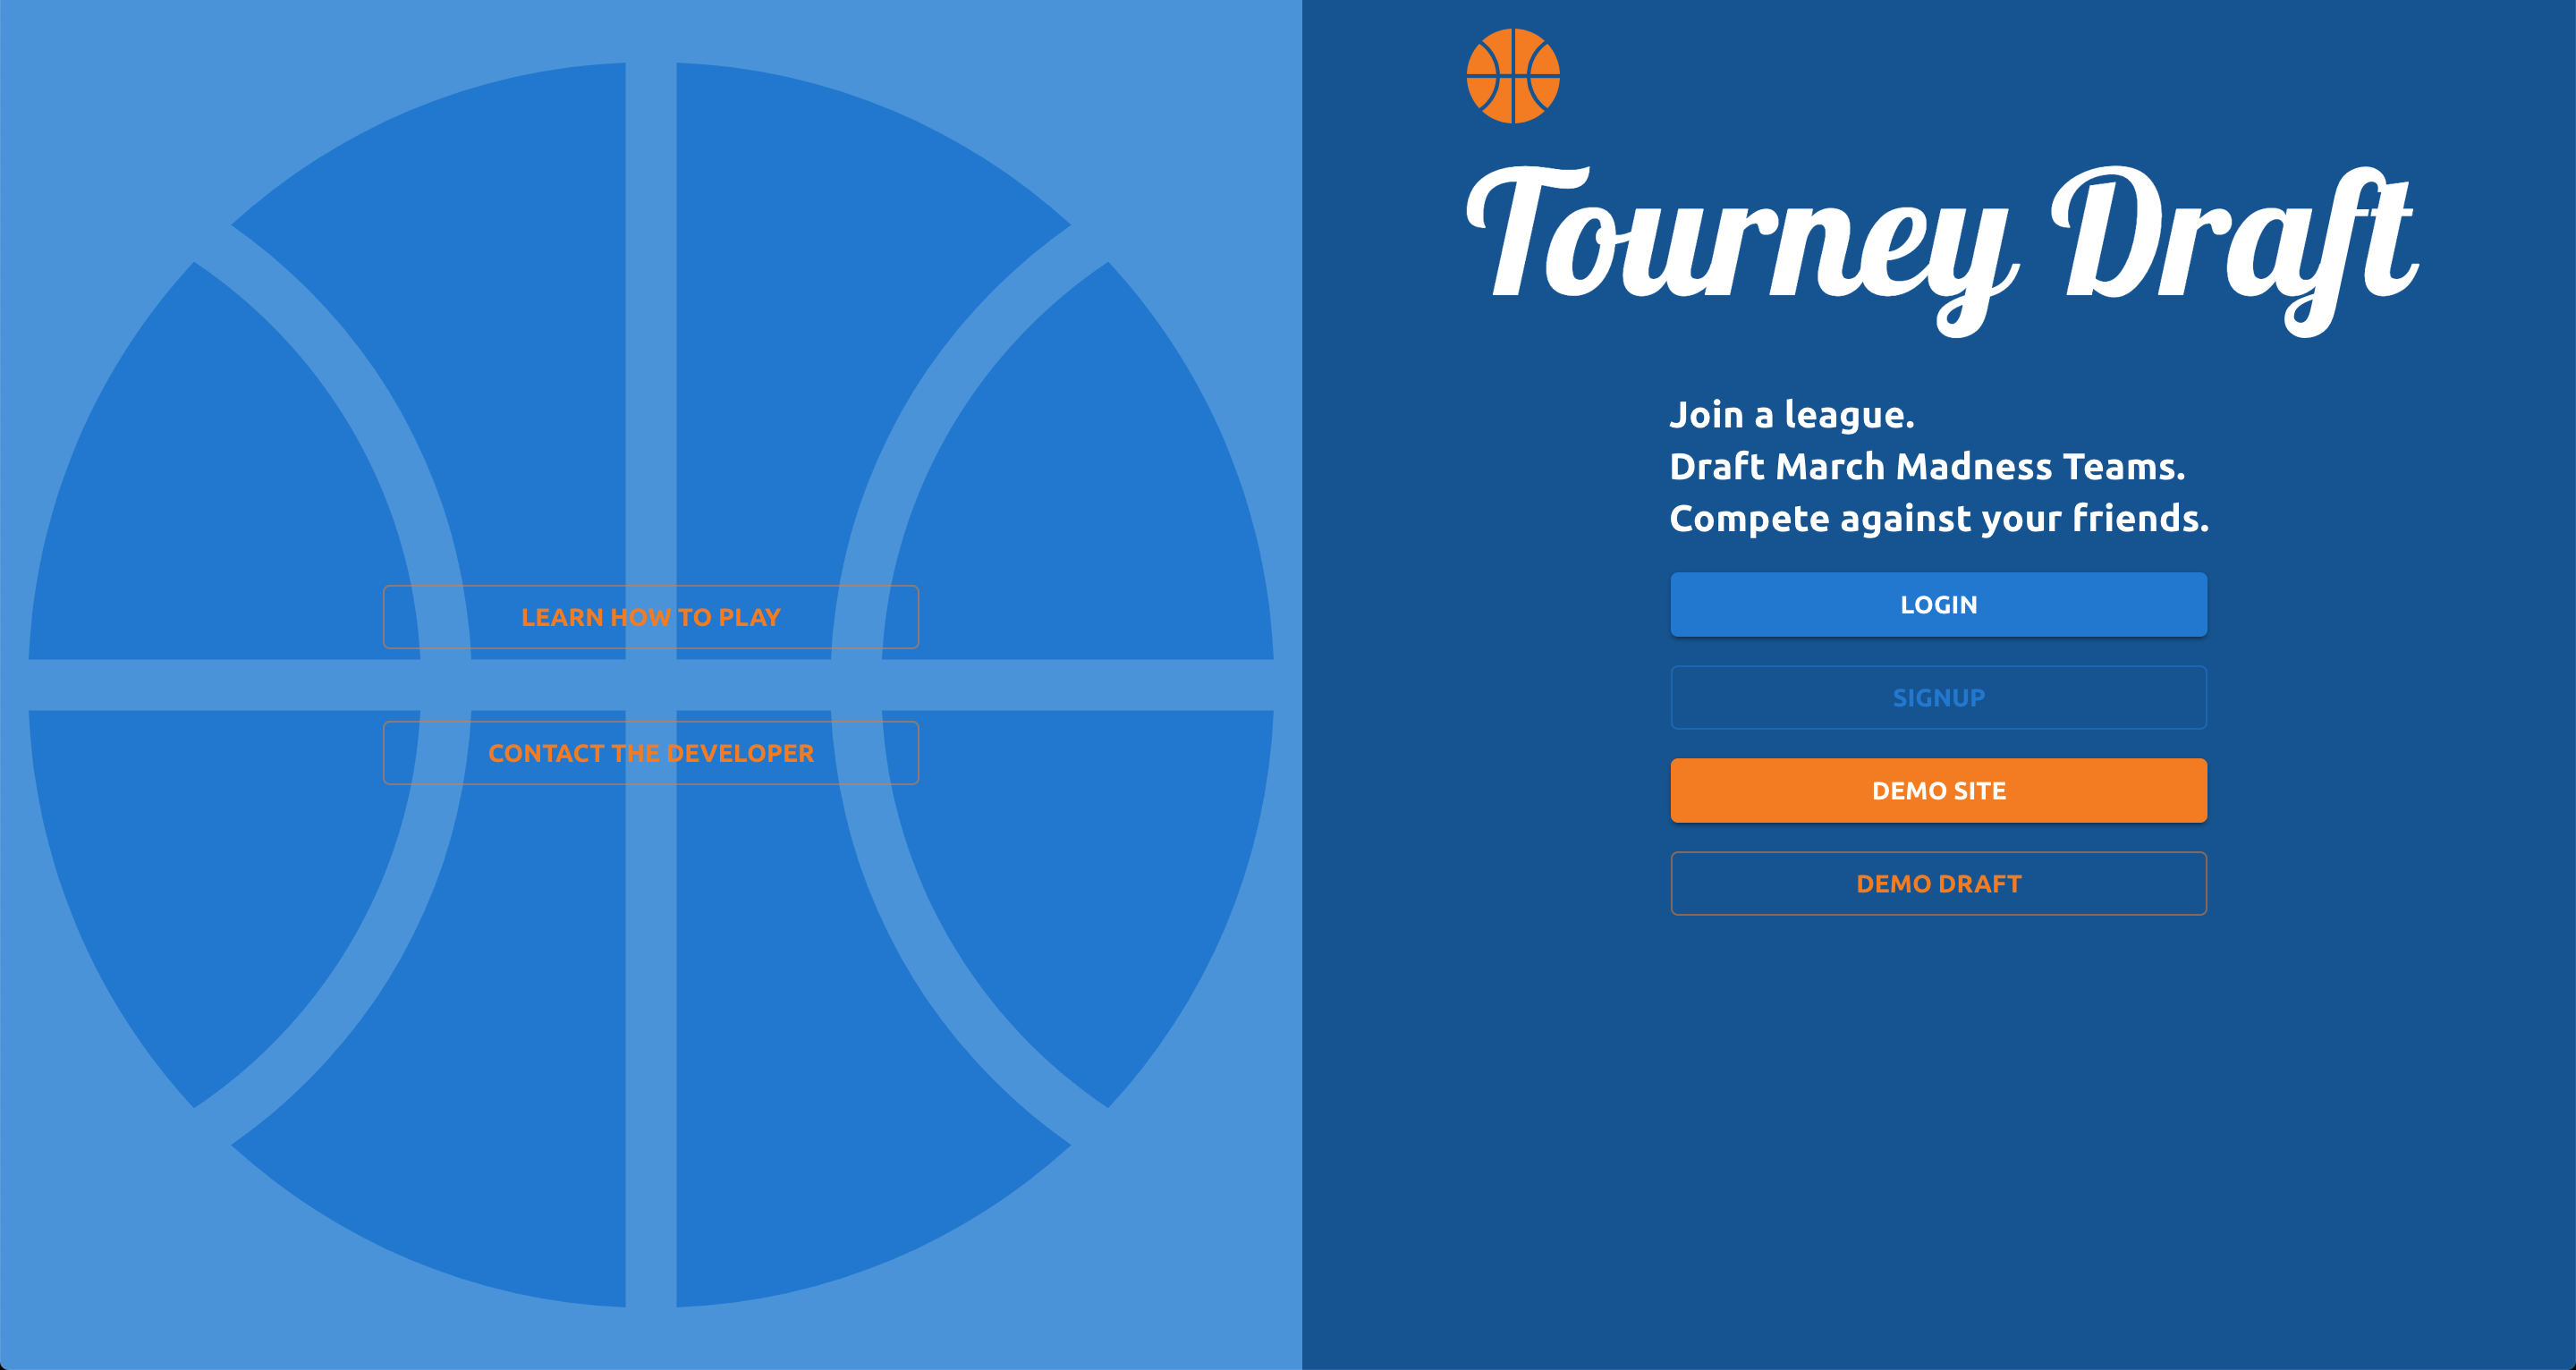 LEARN HOW TO PLAY
CONTACT THE DEVELOPER
Tourney Draft
Join a league.
Draft March Madness Teams.
Compete against your friends.
LOGIN
SIGNUP
DEMO SITE
DEMO DRAFT